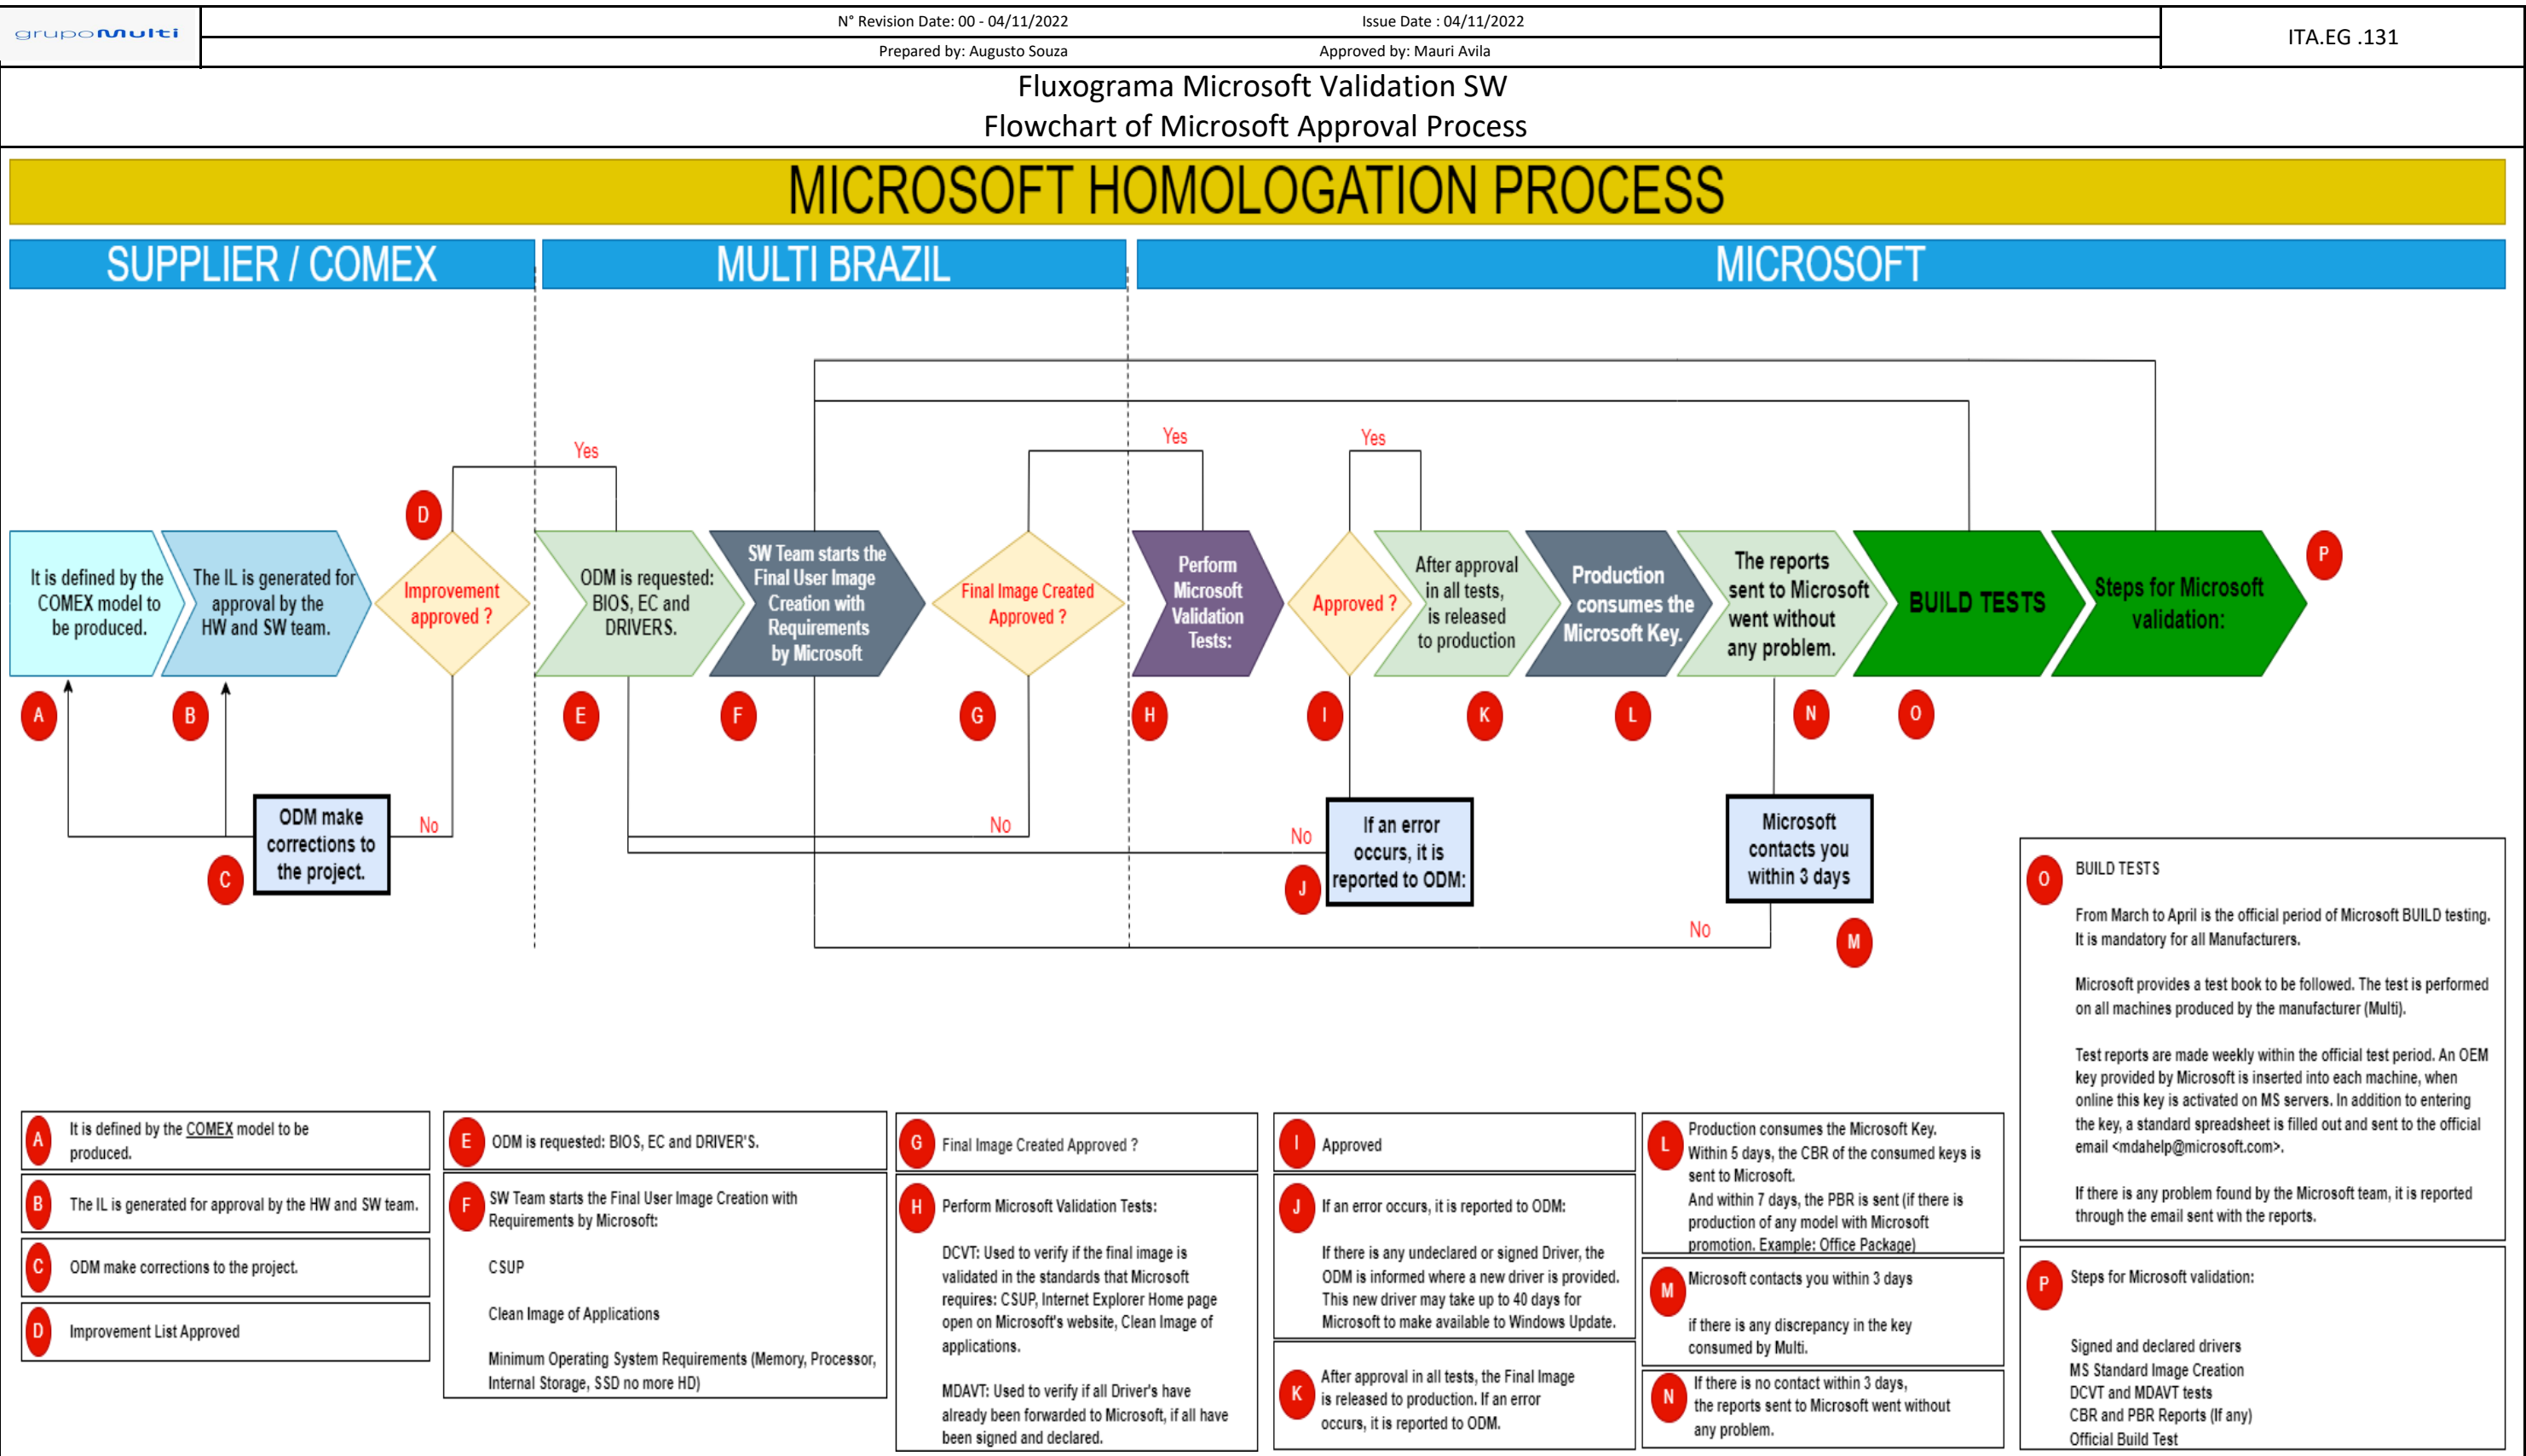 grupomulti
N° Revision Date: 00 - 04/11/2022
Issue Date : 04/11/2022
Prepared by: Augusto Souza
Approved by: Mauri Avila
ITA.EG .131
Fluxograma Microsoft Validation SW
Flowchart of Microsoft Approval Process
MICROSOFT HOMOLOGATION PROCESS
SUPPLIER / COMEX
MULTI BRAZIL
MICROSOFT
Yes
Yes
Yes
D
It is defined by the
COMEX model to
be produced.
The IL is generated for
approval by the
HW and SW team.
Improvement
approved ?
ODM is requested:
BIOS, EC and
DRIVERS.
SW Team starts the
Final User Image
Creation with
Requirements
by Microsoft
Final Image Created
Approved ?
Perform
Microsoft
Validation
Tests:
Approved ?
After approval
in all tests,
is released
to production
Production
consumes the
Microsoft Key.
The reports
sent to Microsoft
went without
any problem.
BUILD TESTS
Steps for Microsoft
validation:
P
A
B
E
F
G
H
I
K
L
N
O
ODM make
corrections to
the project.
No
C
No
No
If an error
occurs, it is
reported to ODM:
J
Microsoft
contacts you
within 3 days
No
M
A
It is defined by the COMEX model to be
produced.
B
The IL is generated for approval by the HW and SW team.
C
ODM make corrections to the project.
D
Improvement List Approved
E
ODM is requested: BIOS, EC and DRIVER'S.
F
SW Team starts the Final User Image Creation with
Requirements by Microsoft:
CSUP
Clean Image of Applications
Minimum Operating System Requirements (Memory, Processor,
Internal Storage, SSD no more HD)
G
Final Image Created Approved ?
H
Perform Microsoft Validation Tests:
DCVT: Used to verify if the final image is
validated in the standards that Microsoft
requires: CSUP, Internet Explorer Home page
open on Microsoft's website, Clean Image of
applications.
MDAVT: Used to verify if all Driver's have
already been forwarded to Microsoft, if all have
been signed and declared.
I
Approved
J
If an error occurs, it is reported to ODM:
If there is any undeclared or signed Driver, the
ODM is informed where a new driver is provided.
This new driver may take up to 40 days for
Microsoft to make available to Windows Update.
K
After approval in all tests, the Final Image
is released to production. If an error
occurs, it is reported to ODM.
L
Production consumes the Microsoft Key.
Within 5 days, the CBR of the consumed keys is
sent to Microsoft.
And within 7 days, the PBR is sent (if there is
production of any model with Microsoft
promotion. Example: Office Package)
M
Microsoft contacts you within 3 days
if there is any discrepancy in the key
consumed by Multi.
N
If there is no contact within 3 days,
the reports sent to Microsoft went without
any problem.
O
BUILD TESTS
From March to April is the official period of Microsoft BUILD testing.
It is mandatory for all Manufacturers.
Microsoft provides a test book to be followed. The test is performed
on all machines produced by the manufacturer (Multi).
Test reports are made weekly within the official test period. An OEM
key provided by Microsoft is inserted into each machine, when
online this key is activated on MS servers. In addition to entering
the key, a standard spreadsheet is filled out and sent to the official
email <mdahelp@microsoft.com>.
If there is any problem found by the Microsoft team, it is reported
through the email sent with the reports.
P
Steps for Microsoft validation:
Signed and declared drivers
MS Standard Image Creation
DCVT and MDAVT tests
CBR and PBR Reports (If any)
Official Build Test